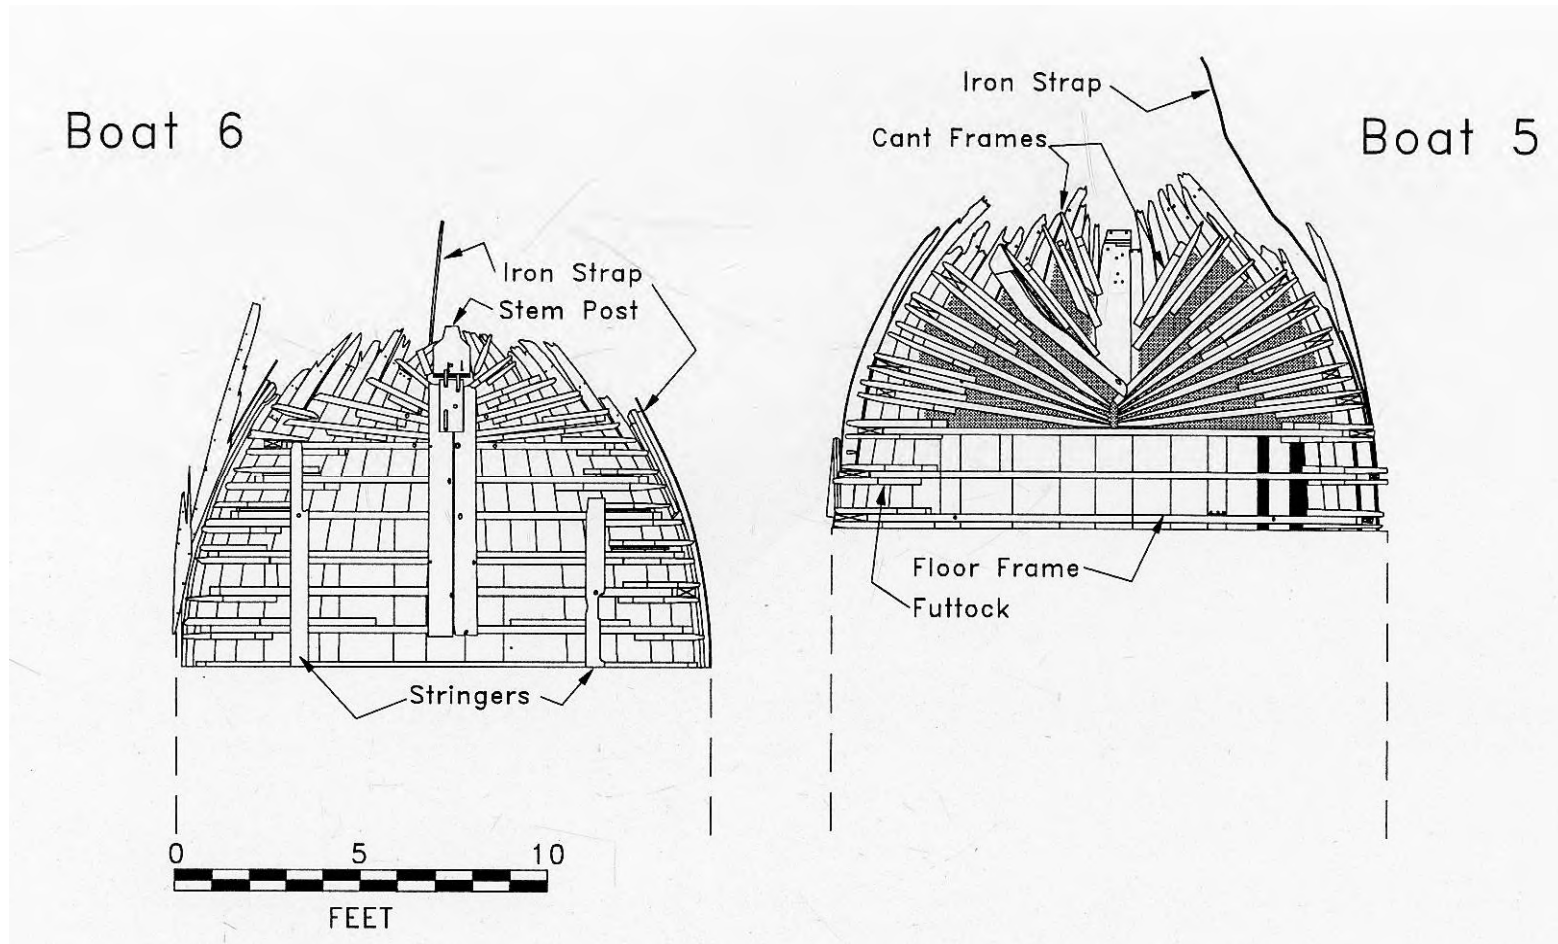 Boat 6
Boat 5
Iron Strap
Cant Frames
Iron Strap
Stem Post
Floor Frame
Futtock
Stringers
0 5 10
FEET